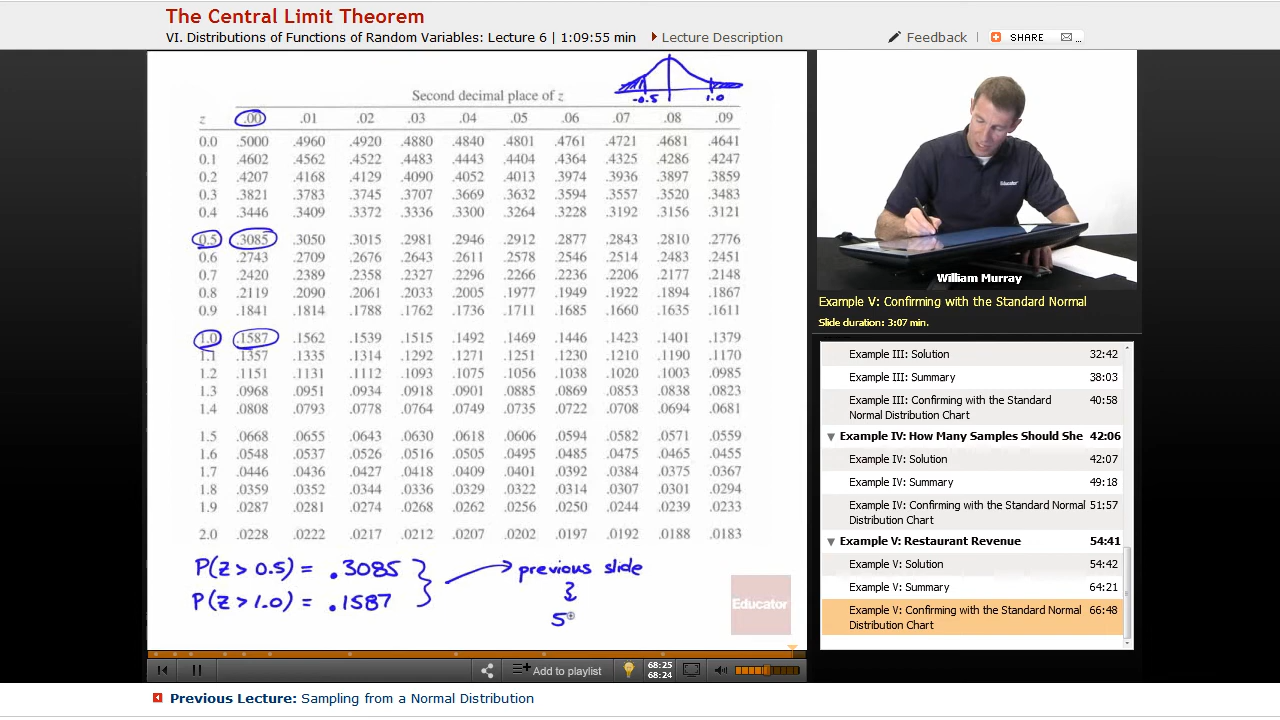 The Central Limit Theorem
VI. Distributions of Functions of Random Variables: Lecture 6 | 1:09:55 min Lecture Description Feedback SHARE
-0.5 1.0
Second decimal place of z
z .00 .01 .02 .03 .04 .05 .06 .07 .08 .09
0.0 .5000 .4960 .4920 .4880 .4840 .4801 .4761 .4721 .4681 .4641
0.1 .4602 .4562 .4522 .4483 .4443 .4404 .4364 .4325 .4286 .4247
0.2 .4207 .4168 .4129 .4090 .4052 .4013 .3974 .3936 .3897 .3859
0.3 .3821 .3783 .3745 .3707 .3669 .3632 .3594 .3557 .3520 .3483
0.4 .3446 .3409 .3372 .3336 .3300 .3264 .3228 .3192 .3156 .3121
0.5 .3085 .3050 .3015 .2981 .2946 .2912 .2877 .2843 .2810 .2776
0.6 .2743 .2709 .2676 .2643 .2611 .2578 .2546 .2514 .2483 .2451
0.7 .2420 .2389 .2358 .2327 .2296 .2266 .2236 .2206 .2177 .2148
0.8 .2119 .2090 .2061 .2033 .2005 .1977 .1949 .1922 .1894 .1867
0.9 .1841 .1814 .1788 .1762 .1736 .1711 .1685 .1660 .1635 .1611
1.0 .1587 .1562 .1539 .1515 .1492 .1469 .1446 .1423 .1401 .1379
1.1 .1357 .1335 .1314 .1292 .1271 .1251 .1230 .1210 .1190 .1170
1.2 .1151 .1131 .1112 .1093 .1075 .1056 .1038 .1020 .1003 .0985
1.3 .0968 .0951 .0934 .0918 .0901 .0885 .0869 .0853 .0838 .0823
1.4 .0808 .0793 .0778 .0764 .0749 .0735 .0722 .0708 .0694 .0681
1.5 .0668 .0655 .0643 .0630 .0618 .0606 .0594 .0582 .0571 .0559
1.6 .0548 .0537 .0526 .0516 .0505 .0495 .0485 .0475 .0465 .0455
1.7 .0446 .0436 .0427 .0418 .0409 .0401 .0392 .0384 .0375 .0367
1.8 .0359 .0352 .0344 .0336 .0329 .0322 .0314 .0307 .0301 .0294
1.9 .0287 .0281 .0274 .0268 .0262 .0256 .0250 .0244 .0239 .0233
2.0 .0228 .0222 .0217 .0212 .0207 .0202 .0197 .0192 .0188 .0183
P(Z > 0.5) = .3085
P(Z > 1.0) = .1587
previous slide
5
Educator
Add to playlist 68:25
68:24
Educator
William Murray
Example V: Confirming with the Standard Normal
Slide duration: 3:07 min.
Example III: Solution 32:42
Example III: Summary 38:03
Example III: Confirming with the Standard 40:58
Normal Distribution Chart
Example IV: How Many Samples Should She 42:06
Example IV: Solution 42:07
Example IV: Summary 49:18
Example IV: Confirming with the Standard Normal 51:57
Distribution Chart
Example V: Restaurant Revenue 54:41
Example V: Solution 54:42
Example V: Summary 64:21
Example V: Confirming with the Standard Normal 66:48
Distribution Chart
Previous Lecture: Sampling from a Normal Distribution